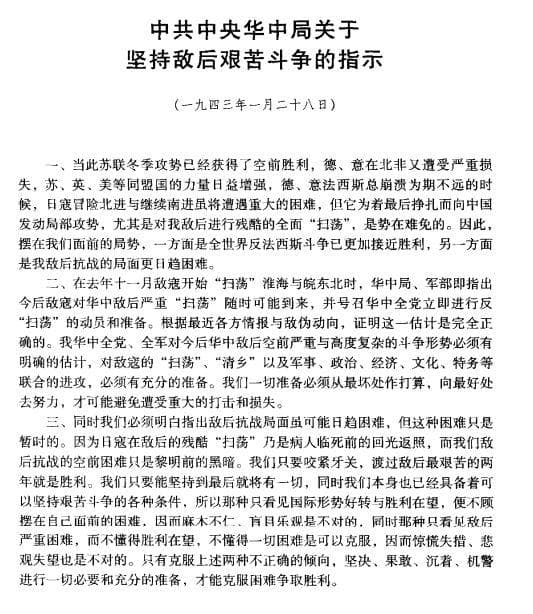 中共中央华中局关于
坚持敌后艰苦斗争的指示
（一九四三年一月二十八日）
一、当此苏联冬季攻势已经获得了空前胜利，德、意在北非又遭受严重损
失，苏、英、美等同盟国的力量日益增强，德、意法西斯总崩溃为期不远的时
候，日寇冒险北进与继续南进虽将遭遇重大的困难，但它为着最后挣扎而向中国
发动局部攻势，尤其是对我敌后进行残酷的全面“扫荡”，是势在难免的。因此，
摆在我们面前的局势，一方面是全世界反法西斯斗争已更加接近胜利，另一方面
是我敌后抗战的局面更日趋困难。
二、在去年十一月敌寇开始“扫荡”淮海与皖东北时，华中局、军部即指出
今后敌寇对华中敌后严重“扫荡”随时可能到来，并号召华中全党立即进行反
“扫荡”的动员和准备。根据最近各方情报与敌伪动向，证明这一估计是完全正
确的。我华中全党、全军对今后华中敌后空前严重与高度复杂的斗争形势必须有
明确的估计，对敌寇的“扫荡”、“清乡”以及军事、政治、经济、文化、特务等
联合的进攻，必须有充分的准备。我们一切准备必须从最坏处作打算，向最好处
去努力，才可能避免遭受重大的打击和损失。
三、同时我们必须明白指出敌后抗战局面虽可能日趋困难，但这种困难只是
暂时的。因为日寇在敌后的残酷“扫荡”乃是病人临死前的回光返照，而我们敌
后抗战的空前困难只是黎明前的黑暗。我们只要咬紧牙关，渡过敌后最艰苦的两
年就是胜利。我们只要能坚持到最后就将有一切，同时我们本身也已经具备着可
以坚持艰苦斗争的各种条件，所以那种只看见国际形势好转与胜利在望，便不顾
摆在自己面前的困难，因而麻木不仁、盲目乐观是不对的，同时那种只看见敌后
严重困难，而不懂得胜利在望，不懂得一切困难是可以克服，因而惊慌失措、悲
观失望也是不对的。只有克服上述两种不正确的倾向，坚决、果敢、沉着、机警
进行一切必要和充分的准备，才能克服困难争取胜利。